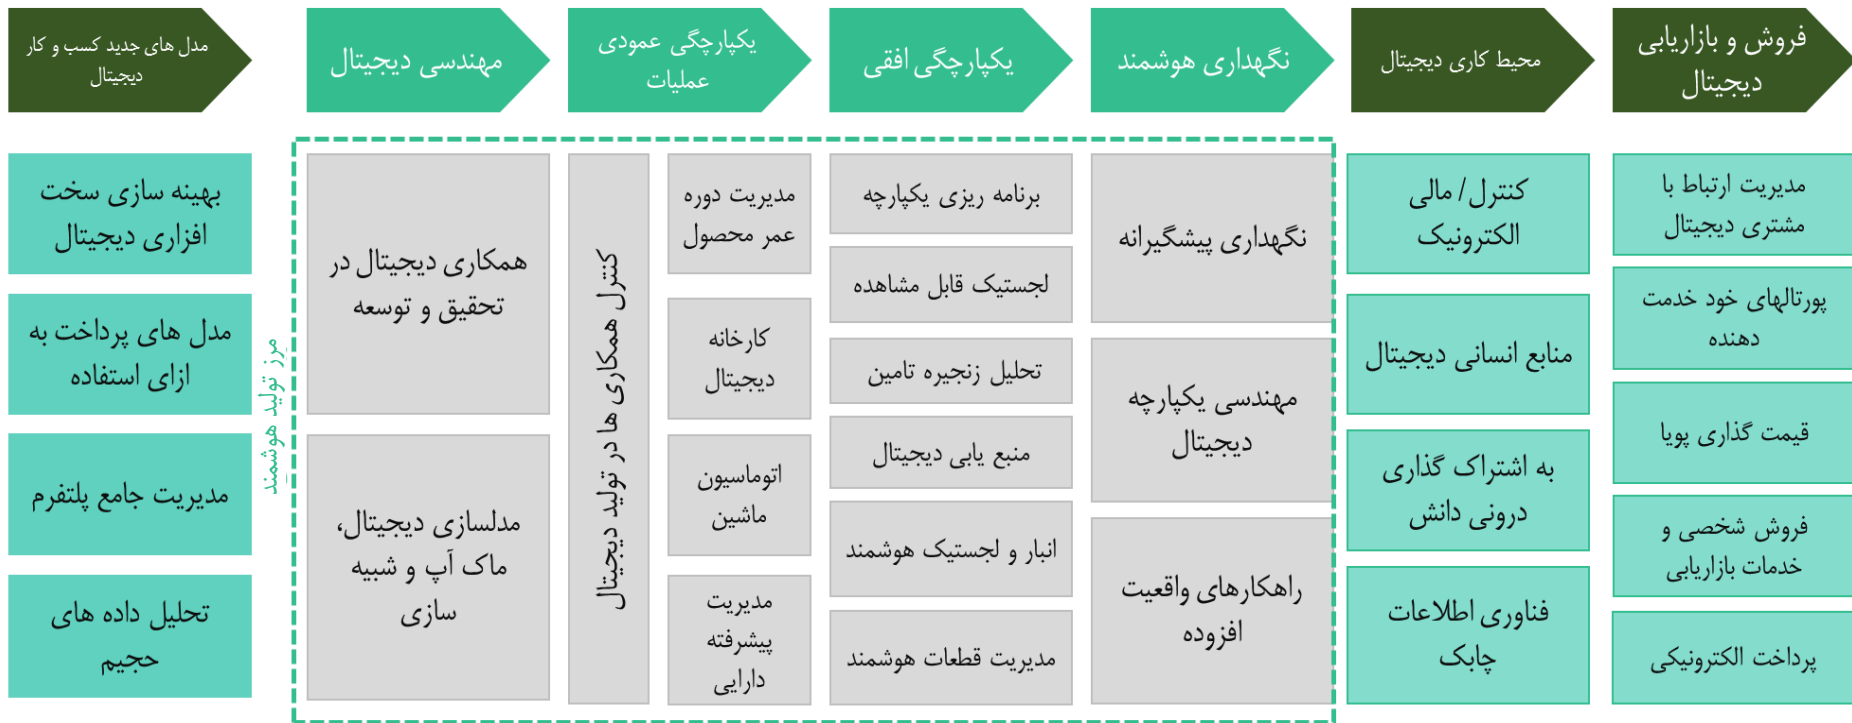 مدل های جدید کسب و کار
دیجیتال
مهندسی دیجیتال
یکپارچگی عمودی
عملیات
یکپارچگی افقی
نگهداری هوشمند
محیط کاری دیجیتال
فروش و بازاریابی
دیجیتال
بهینه سازی سخت
افزاری دیجیتال
مدل های پرداخت به
ازای استفاده
مدیریت جامع پلتفرم
تحلیل داده های
حجیم
مرز تولید هوشمند
همکاری دیجیتال در
تحقیق و توسعه
مدلسازی دیجیتال،
ماک آپ و شبیه
سازی
کنترل همکاری ها در تولید دیجیتال
مدیریت دوره
عمر محصول
کارخانه
دیجیتال
اتوماسیون
ماشین
مدیریت
پیشرفته
دارایی
برنامه ریزی یکپارچه
لجستیک قابل مشاهده
تحلیل زنجیره تامین
منبع یابی دیجیتال
انبار و لجستیک هوشمند
مدیریت قطعات هوشمند
نگهداری پیشگیرانه
مهندسی یکپارچه
دیجیتال
راهکارهای واقعیت
افزوده
کنترل/ مالی
الکترونیک
منابع انسانی دیجیتال
به اشتراک گذاری
درونی دانش
فناوری اطلاعات
چابک
مدیریت ارتباط با
مشتری دیجیتال
پورتالهای خود خدمت
دهنده
قیمت گذاری پویا
فروش شخصی و
خدمات بازاریابی
پرداخت الکترونیکی